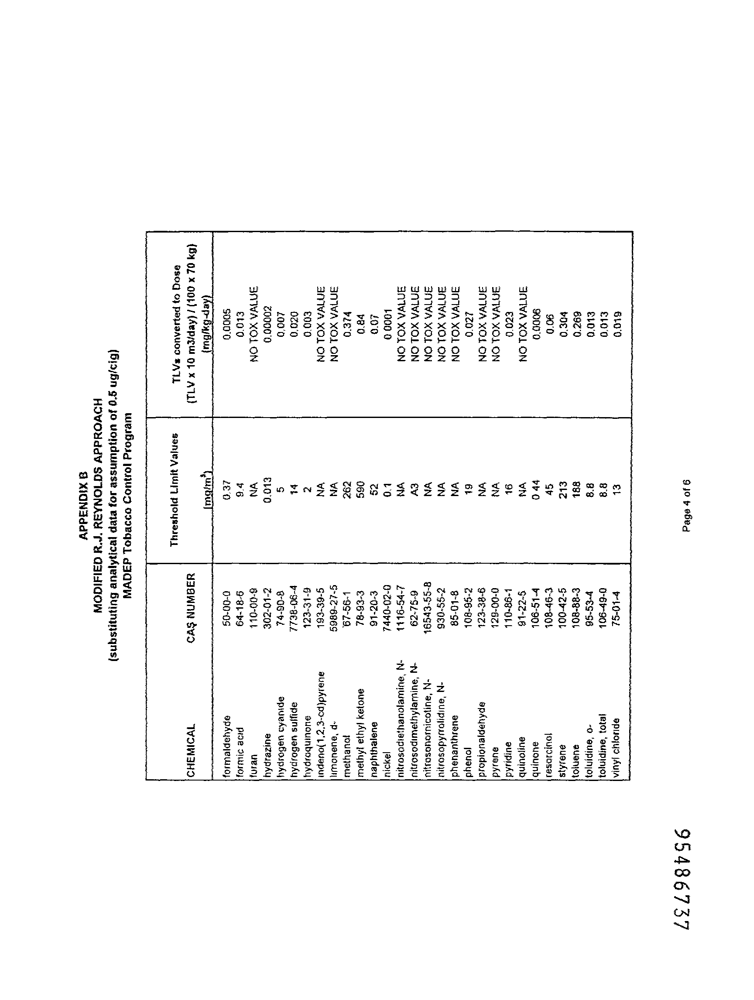 APPENDIX B
MODIFIED R.J. REYNOLDS APPROACH
(substituting analytical data for assumption of 0.5 ug/cig)
MADEP Tobacco Control Program
CHEMICAL CAS NUMBER Threshold Limit Values (mg/m³) TLVs converted to Dose (TLV x 10 m3/day) / (100 x 70 kg) (mg/kg-day)
formaldehyde 50-00-0 0.37 0.0005
formic acid 64-18-6 9.4 0.013
furan 110-00-9 NA NO TOX VALUE
hydrazine 302-01-2 0.013 0.00002
hydrogen cyanide 74-90-8 5 0.007
hydrogen sulfide 7738-06-4 14 0.020
hydroquinone 123-31-9 2 0.003
indeno(1,2,3-cd)pyrene 193-39-5 NA NO TOX VALUE
limonene, d- 5989-27-5 NA NO TOX VALUE
methanol 67-56-1 262 0.374
methyl ethyl ketone 78-93-3 590 0.84
naphthalene 91-20-3 52 0.07
nickel 7440-02-0 0.1 0.0001
nitrosodiethanolamine, N- 1116-54-7 NA NO TOX VALUE
nitrosodimethylamine, N- 62-75-9 A3 NO TOX VALUE
nitrosonornicotine, N- 16543-55-8 NA NO TOX VALUE
nitrosopyrrolidine, N- 930-55-2 NA NO TOX VALUE
phenanthrene 85-01-8 NA NO TOX VALUE
phenol 108-95-2 19 0.027
propionaldehyde 123-38-6 NA NO TOX VALUE
pyrene 129-00-0 NA NO TOX VALUE
pyridine 110-86-1 16 0.023
quinoline 91-22-5 NA NO TOX VALUE
quinone 106-51-4 0.44 0.0006
resorcinol 108-46-3 45 0.06
styrene 100-42-5 213 0.304
toluene 108-88-3 188 0.269
toluidine, o- 95-53-4 8.8 0.013
toluidine, total 106-49-0 8.8 0.013
vinyl chloride 75-01-4 13 0.019
Page 4 of 6
95486737